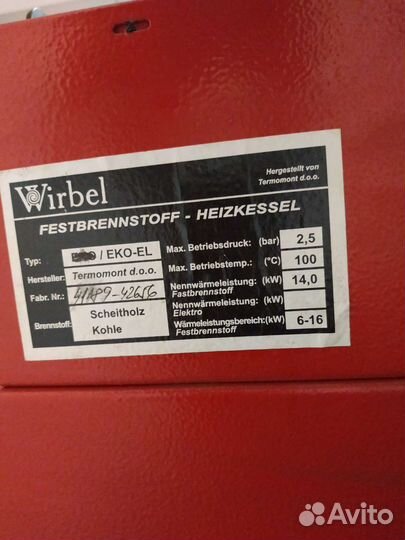 Wirbel
Hergestellt von
Termomont d.o.o.
FESTBRENNSTOFF - HEIZKESSEL
Typ: EKO / EKO-EL
Hersteller: Termomont d.o.o.
Fabr. Nr.:
Brennstoff: Scheitholz
Kohle
Max. Betriebsdruck: (bar) 2,5
Max. Betriebstemp.: (°C) 100
Nennwärmeleistung: (kW) 14,0
Festbrennstoff
Nennwärmeleistung: (kW)
Elektro
Wärmeleistungsbereich:(kW) 6-16
Festbrennstoff
Avito